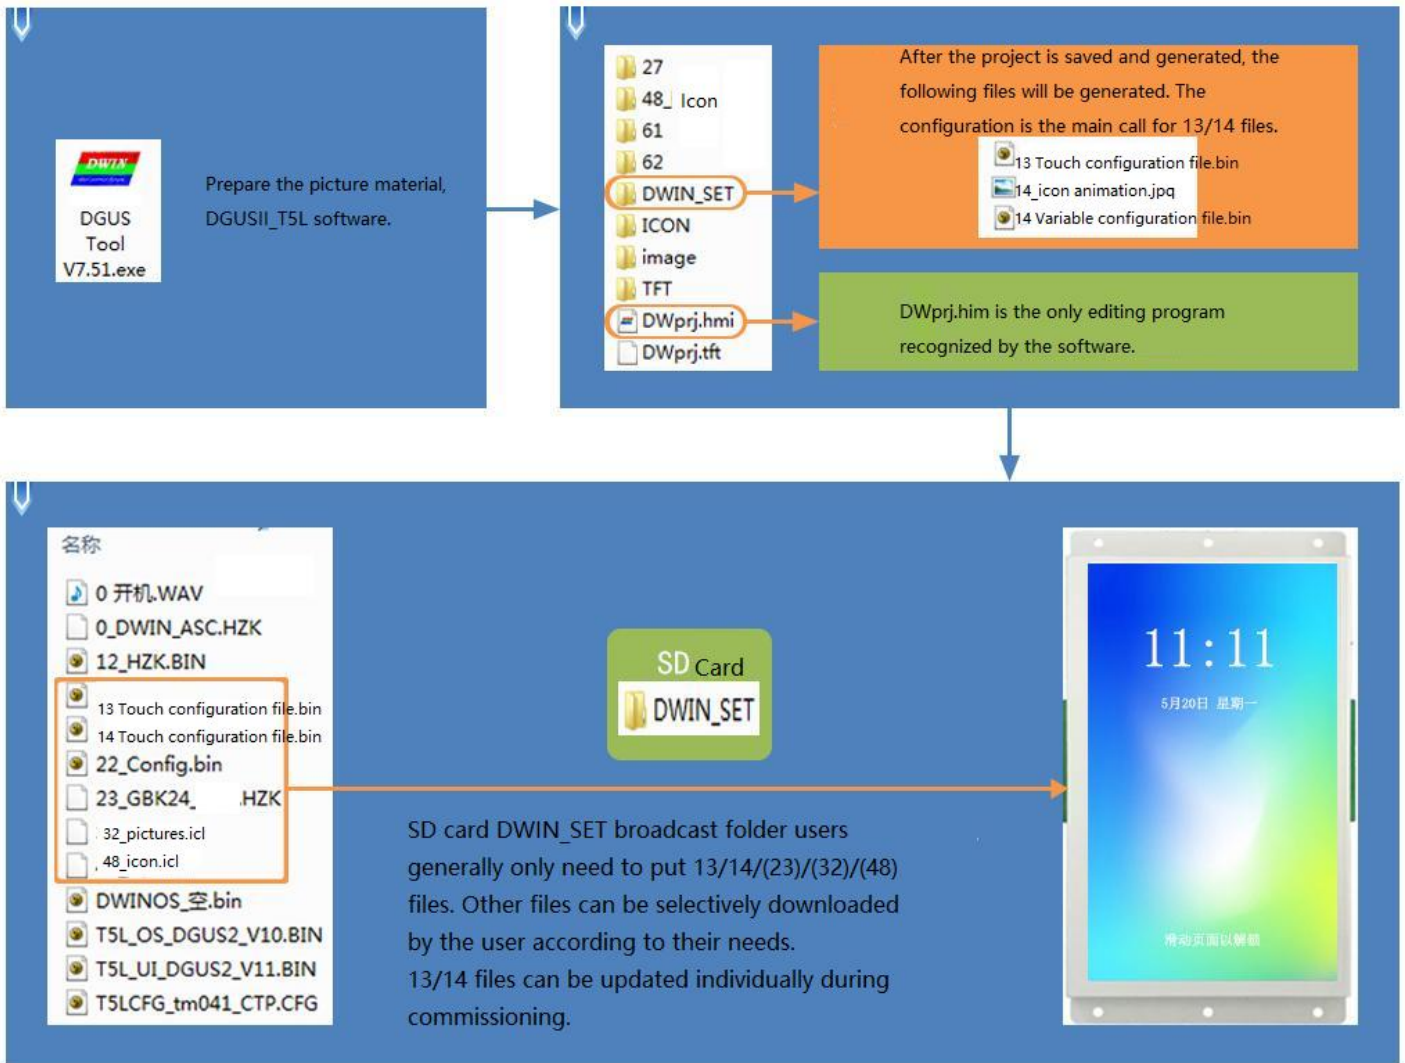 DWIN
DGUS
Tool
V7.51.exe
Prepare the picture material,
DGUSII_T5L software.
27
48_ Icon
61
62
DWIN_SET
ICON
image
TFT
DWprj.hmi
DWprj.tft
After the project is saved and generated, the
following files will be generated. The
configuration is the main call for 13/14 files.
13 Touch configuration file.bin
14_icon animation.jpq
14 Variable configuration file.bin
DWprj.him is the only editing program
recognized by the software.
名称
0 开机.WAV
0_DWIN_ASC.HZK
12_HZK.BIN
13 Touch configuration file.bin
14 Touch configuration file.bin
22_Config.bin
23_GBK24_ .HZK
32_pictures.icl
48_icon.icl
DWINOS_空.bin
T5L_OS_DGUS2_V10.BIN
T5L_UI_DGUS2_V11.BIN
T5LCFG_tm041_CTP.CFG
SD Card
DWIN_SET
SD card DWIN_SET broadcast folder users
generally only need to put 13/14/(23)/(32)/(48)
files. Other files can be selectively downloaded
by the user according to their needs.
13/14 files can be updated individually during
commissioning.
11:11
5月20日 星期一
滑动页面以解锁